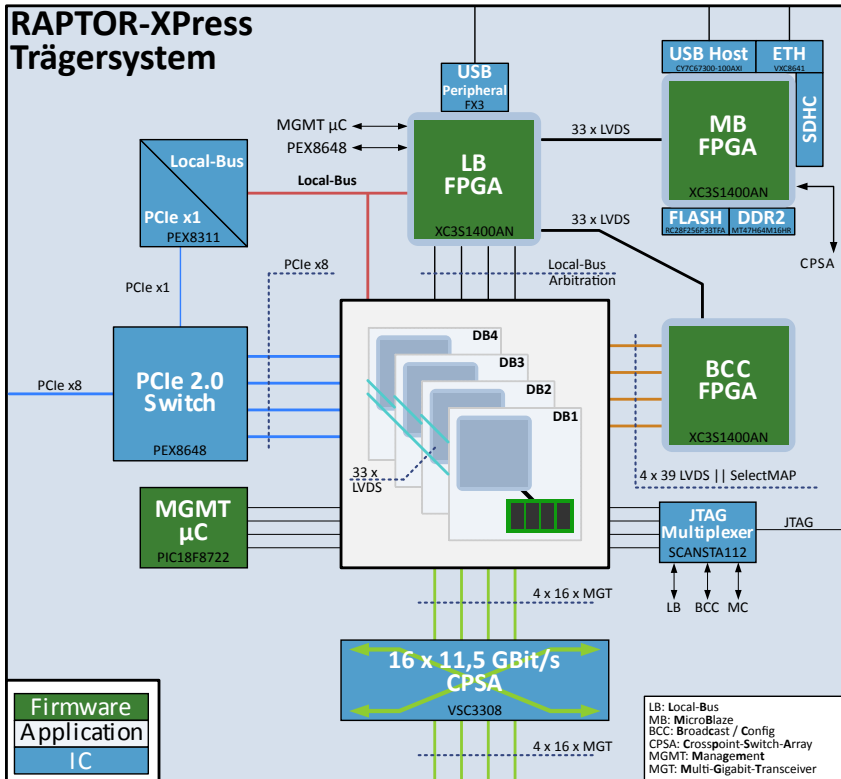 RAPTOR-XPress
Trägersystem
USB Host
CY7C67300-100AXI
ETH
VXC8641
SDHC
USB
Peripheral
FX3
MGMT µC
PEX8648
LB
FPGA
XC3S1400AN
33 x LVDS
MB
FPGA
XC3S1400AN
FLASH
RC28F256P33TFA
DDR2
MT47H64M16HR
CPSA
Local-Bus
PCIe x1
PEX8311
Local-Bus
33 x LVDS
PCIe x1
PCIe x8
Local-Bus
Arbitration
PCIe x8
PCIe 2.0
Switch
PEX8648
DB4
DB3
DB2
DB1
33 x
LVDS
BCC
FPGA
XC3S1400AN
4 x 39 LVDS || SelectMAP
MGMT
µC
PIC18F8722
JTAG
Multiplexer
SCANSTA112
JTAG
LB
BCC
MC
4 x 16 x MGT
16 x 11,5 GBit/s
CPSA
VSC3308
4 x 16 x MGT
Firmware
Application
IC
LB: Local-Bus
MB: MicroBlaze
BCC: Broadcast / Config
CPSA: Crosspoint-Switch-Array
MGMT: Management
MGT: Multi-Gigabit-Transceiver